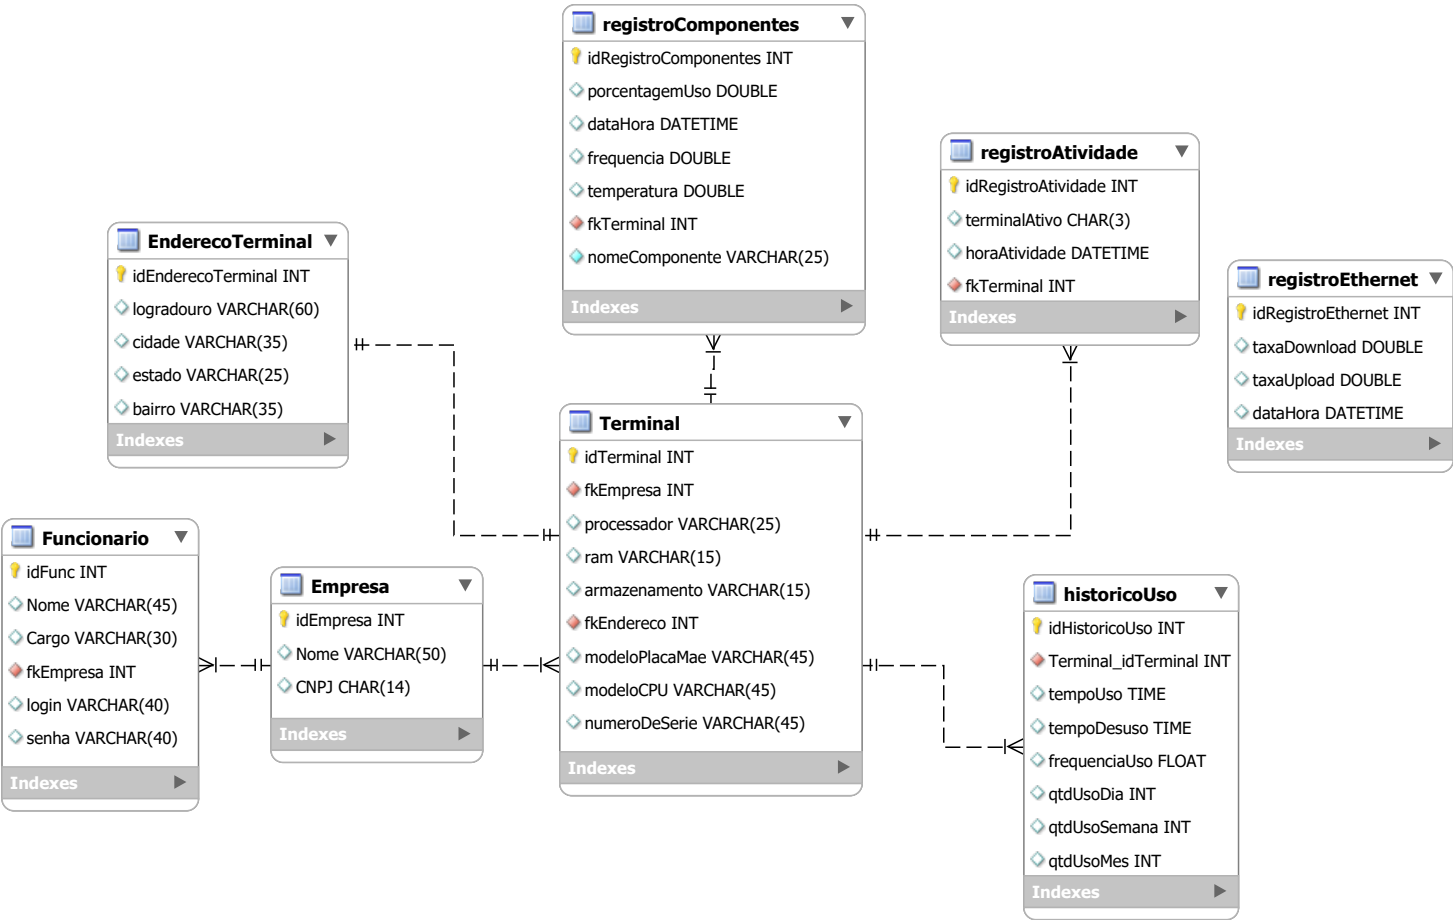 registroComponentes
idRegistroComponentes INT
porcentagemUso DOUBLE
dataHora DATETIME
frequencia DOUBLE
temperatura DOUBLE
fkTerminal INT
nomeComponente VARCHAR(25)
Indexes
registroAtividade
idRegistroAtividade INT
terminalAtivo CHAR(3)
horaAtividade DATETIME
fkTerminal INT
Indexes
EnderecoTerminal
idEnderecoTerminal INT
logradouro VARCHAR(60)
cidade VARCHAR(35)
estado VARCHAR(25)
bairro VARCHAR(35)
Indexes
registroEthernet
idRegistroEthernet INT
taxaDownload DOUBLE
taxaUpload DOUBLE
dataHora DATETIME
Indexes
Terminal
idTerminal INT
fkEmpresa INT
processador VARCHAR(25)
ram VARCHAR(15)
armazenamento VARCHAR(15)
fkEndereco INT
modeloPlacaMae VARCHAR(45)
modeloCPU VARCHAR(45)
numeroDeSerie VARCHAR(45)
Indexes
Funcionario
idFunc INT
Nome VARCHAR(45)
Cargo VARCHAR(30)
fkEmpresa INT
login VARCHAR(40)
senha VARCHAR(40)
Indexes
Empresa
idEmpresa INT
Nome VARCHAR(50)
CNPJ CHAR(14)
Indexes
historicoUso
idHistoricoUso INT
Terminal_idTerminal INT
tempoUso TIME
tempoDesuso TIME
frequenciaUso FLOAT
qtdUsoDia INT
qtdUsoSemana INT
qtdUsoMes INT
Indexes